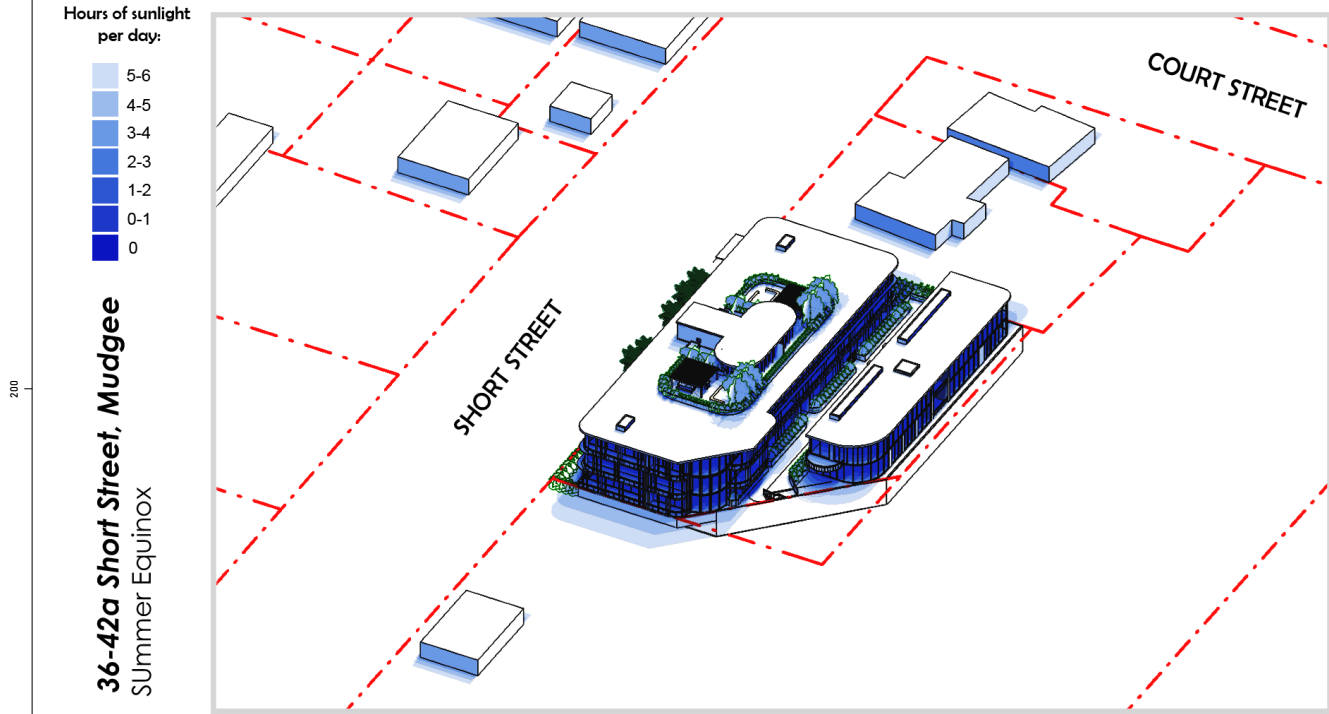 Hours of sunlight
per day:
5-6
4-5
3-4
2-3
1-2
0-1
0
36-42a Short Street, Mudgee
SUmmer Equinox
200
SHORT STREET
COURT STREET